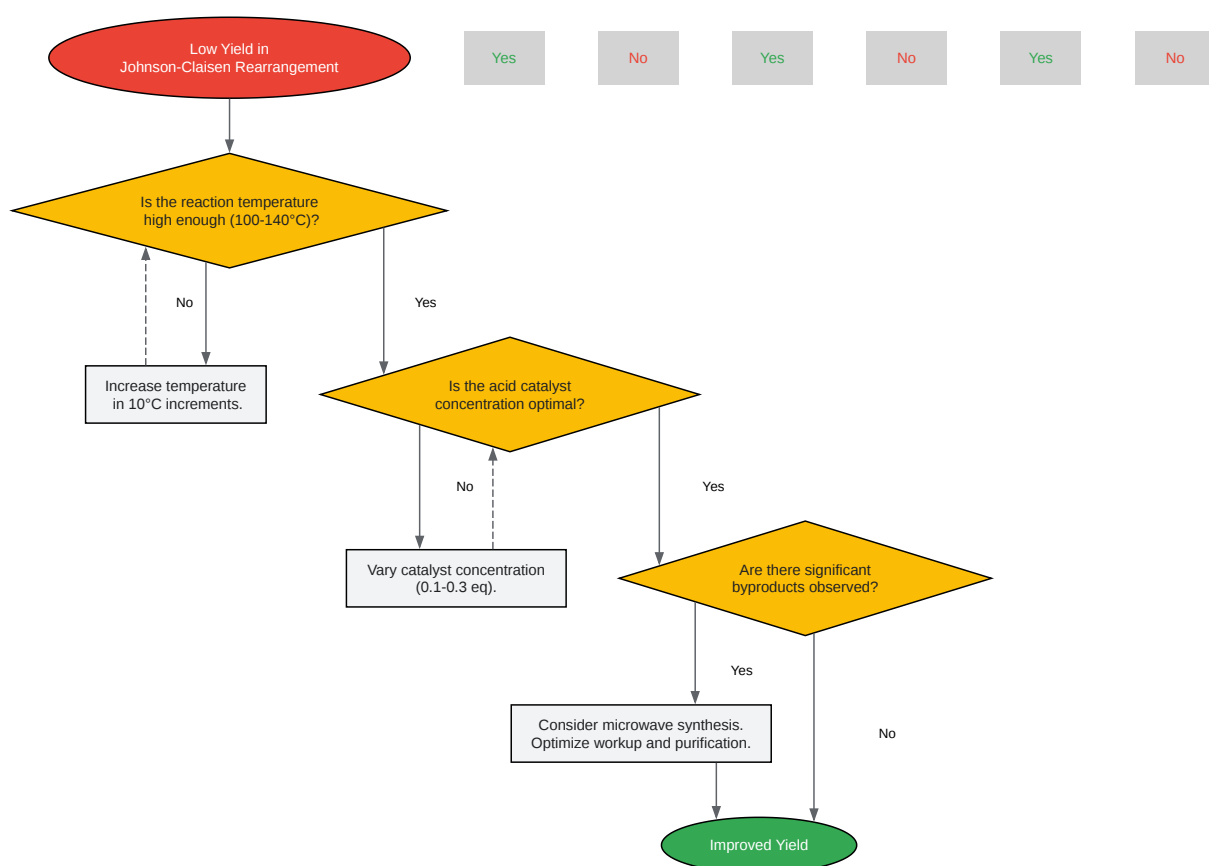 Low Yield in
Johnson-Claisen Rearrangement
Yes
No
Yes
No
Yes
No
Is the reaction temperature
high enough (100-140°C)?
No
Yes
Increase temperature
in 10°C increments.
Is the acid catalyst
concentration optimal?
No
Yes
Vary catalyst concentration
(0.1-0.3 eq).
Are there significant
byproducts observed?
Yes
No
Consider microwave synthesis.
Optimize workup and purification.
Improved Yield